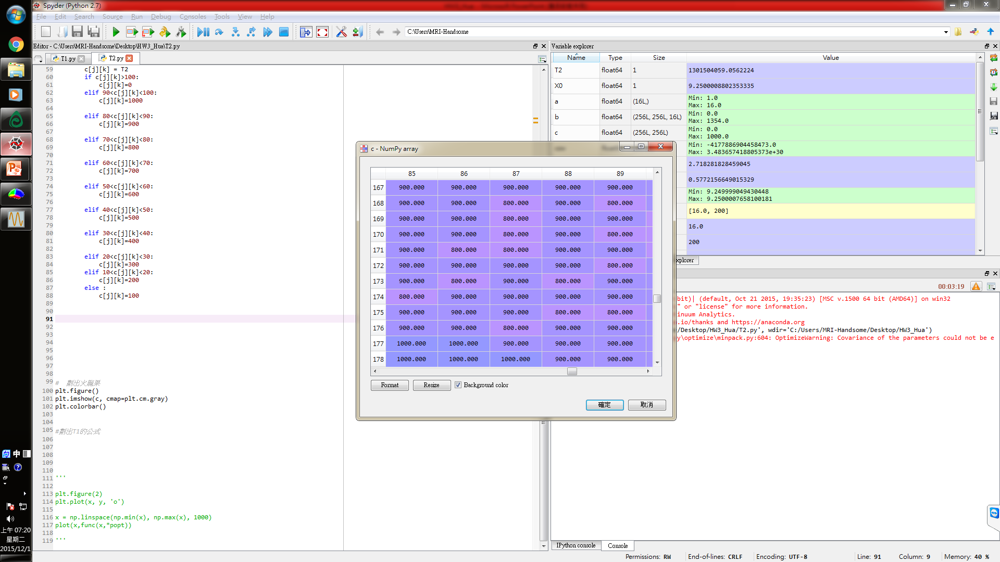 Spyder (Python 2.7)
File Edit Search Source Run Debug Consoles Tools View Help
C:\Users\MRI-Handsome
Editor - C:\Users\MRI-Handsome\Desktop\HW3_Hua\T2.py
T1.py T2.py
59 c[j][k] = T2
60 if c[j][k]>100:
61 c[j][k]=0
62 elif 90<c[j][k]<100:
63 c[j][k]=1000
64
65 elif 80<c[j][k]<90:
66 c[j][k]=900
67
68 elif 70<c[j][k]<80:
69 c[j][k]=800
70
71 elif 60<c[j][k]<70:
72 c[j][k]=700
73
74 elif 50<c[j][k]<60:
75 c[j][k]=600
76
77 elif 40<c[j][k]<50:
78 c[j][k]=500
79
80 elif 30<c[j][k]<40:
81 c[j][k]=400
82
83 elif 20<c[j][k]<30:
84 c[j][k]=300
85 elif 10<c[j][k]<20:
86 c[j][k]=200
87 else :
88 c[j][k]=100
89
90
91
92
93
94
95
96
97
98
99 # 劃出火龍果
100 plt.figure()
101 plt.imshow(c, cmap=plt.cm.gray)
102 plt.colorbar()
103
104
105 #劃出T1的公式
106
107
108
109
110
111 '''
112
113 plt.figure(2)
114 plt.plot(x, y, 'o')
115
116 x = np.linspace(np.min(x), np.max(x), 1000)
117 plot(x,func(x,*popt))
118
119 '''
Variable explorer
Name Type Size Value
T2 float64 1 1301504059.0562224
X0 float64 1 9.2500008802353335
a float64 (16L,) Min: 1.0
Max: 16.0
b float64 (256L, 256L, 16L) Min: 0.0
Max: 1354.0
c float64 (256L, 256L) Min: 0.0
Max: 1000.0
Min: -4177886904458473.0
Max: 3.483657418805373e+30
2.718281828459045
0.5772156649015329
Min: 9.249999049430448
Max: 9.2500007658100181
[16.0, 200]
16.0
200
xplorer
c - NumPy array
85 86 87 88 89
167 900.000 900.000 900.000 900.000 900.000
168 900.000 900.000 800.000 900.000 800.000
169 900.000 900.000 800.000 900.000 900.000
170 900.000 900.000 800.000 900.000 800.000
171 900.000 800.000 800.000 900.000 900.000
172 900.000 900.000 900.000 900.000 800.000
173 900.000 800.000 900.000 800.000 900.000
174 800.000 900.000 900.000 900.000 900.000
175 900.000 900.000 900.000 800.000 800.000
176 900.000 900.000 800.000 900.000 900.000
177 1000.000 1000.000 900.000 900.000 900.000
178 1000.000 1000.000 1000.000 900.000 900.000
Format Resize Background color
確定 取消
00:03:19
bit)| (default, Oct 21 2015, 19:35:23) [MSC v.1500 64 bit (AMD64)] on win32
" or "license" for more information.
inuum Analytics.
n.io/thanks and https://anaconda.org
/Desktop/HW3_Hua/T2.py', wdir='C:/Users/MRI-Handsome/Desktop/HW3_Hua')
y\optimize\minpack.py:604: OptimizeWarning: Covariance of the parameters could not be e
IPython console Console
Permissions: RW End-of-lines: CRLF Encoding: UTF-8 Line: 91 Column: 9 Memory: 40 %
中
上午 07:20
星期二
2015/12/1